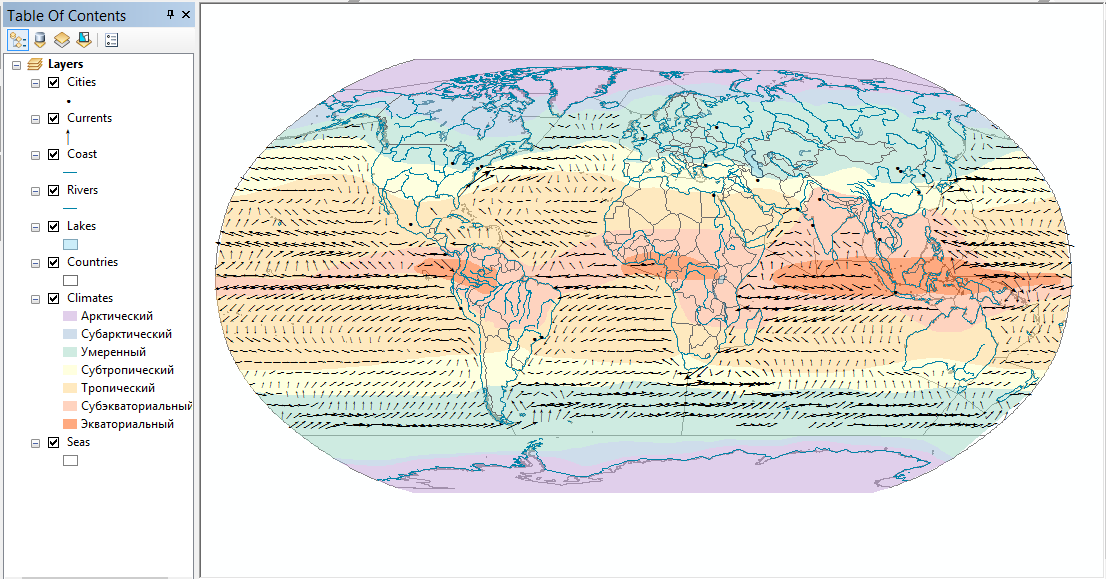 Table Of Contents
Layers
Cities
Currents
Coast
Rivers
Lakes
Countries
Climates
Арктический
Субарктический
Умеренный
Субтропический
Тропический
Субэкваториальный
Экваториальный
Seas